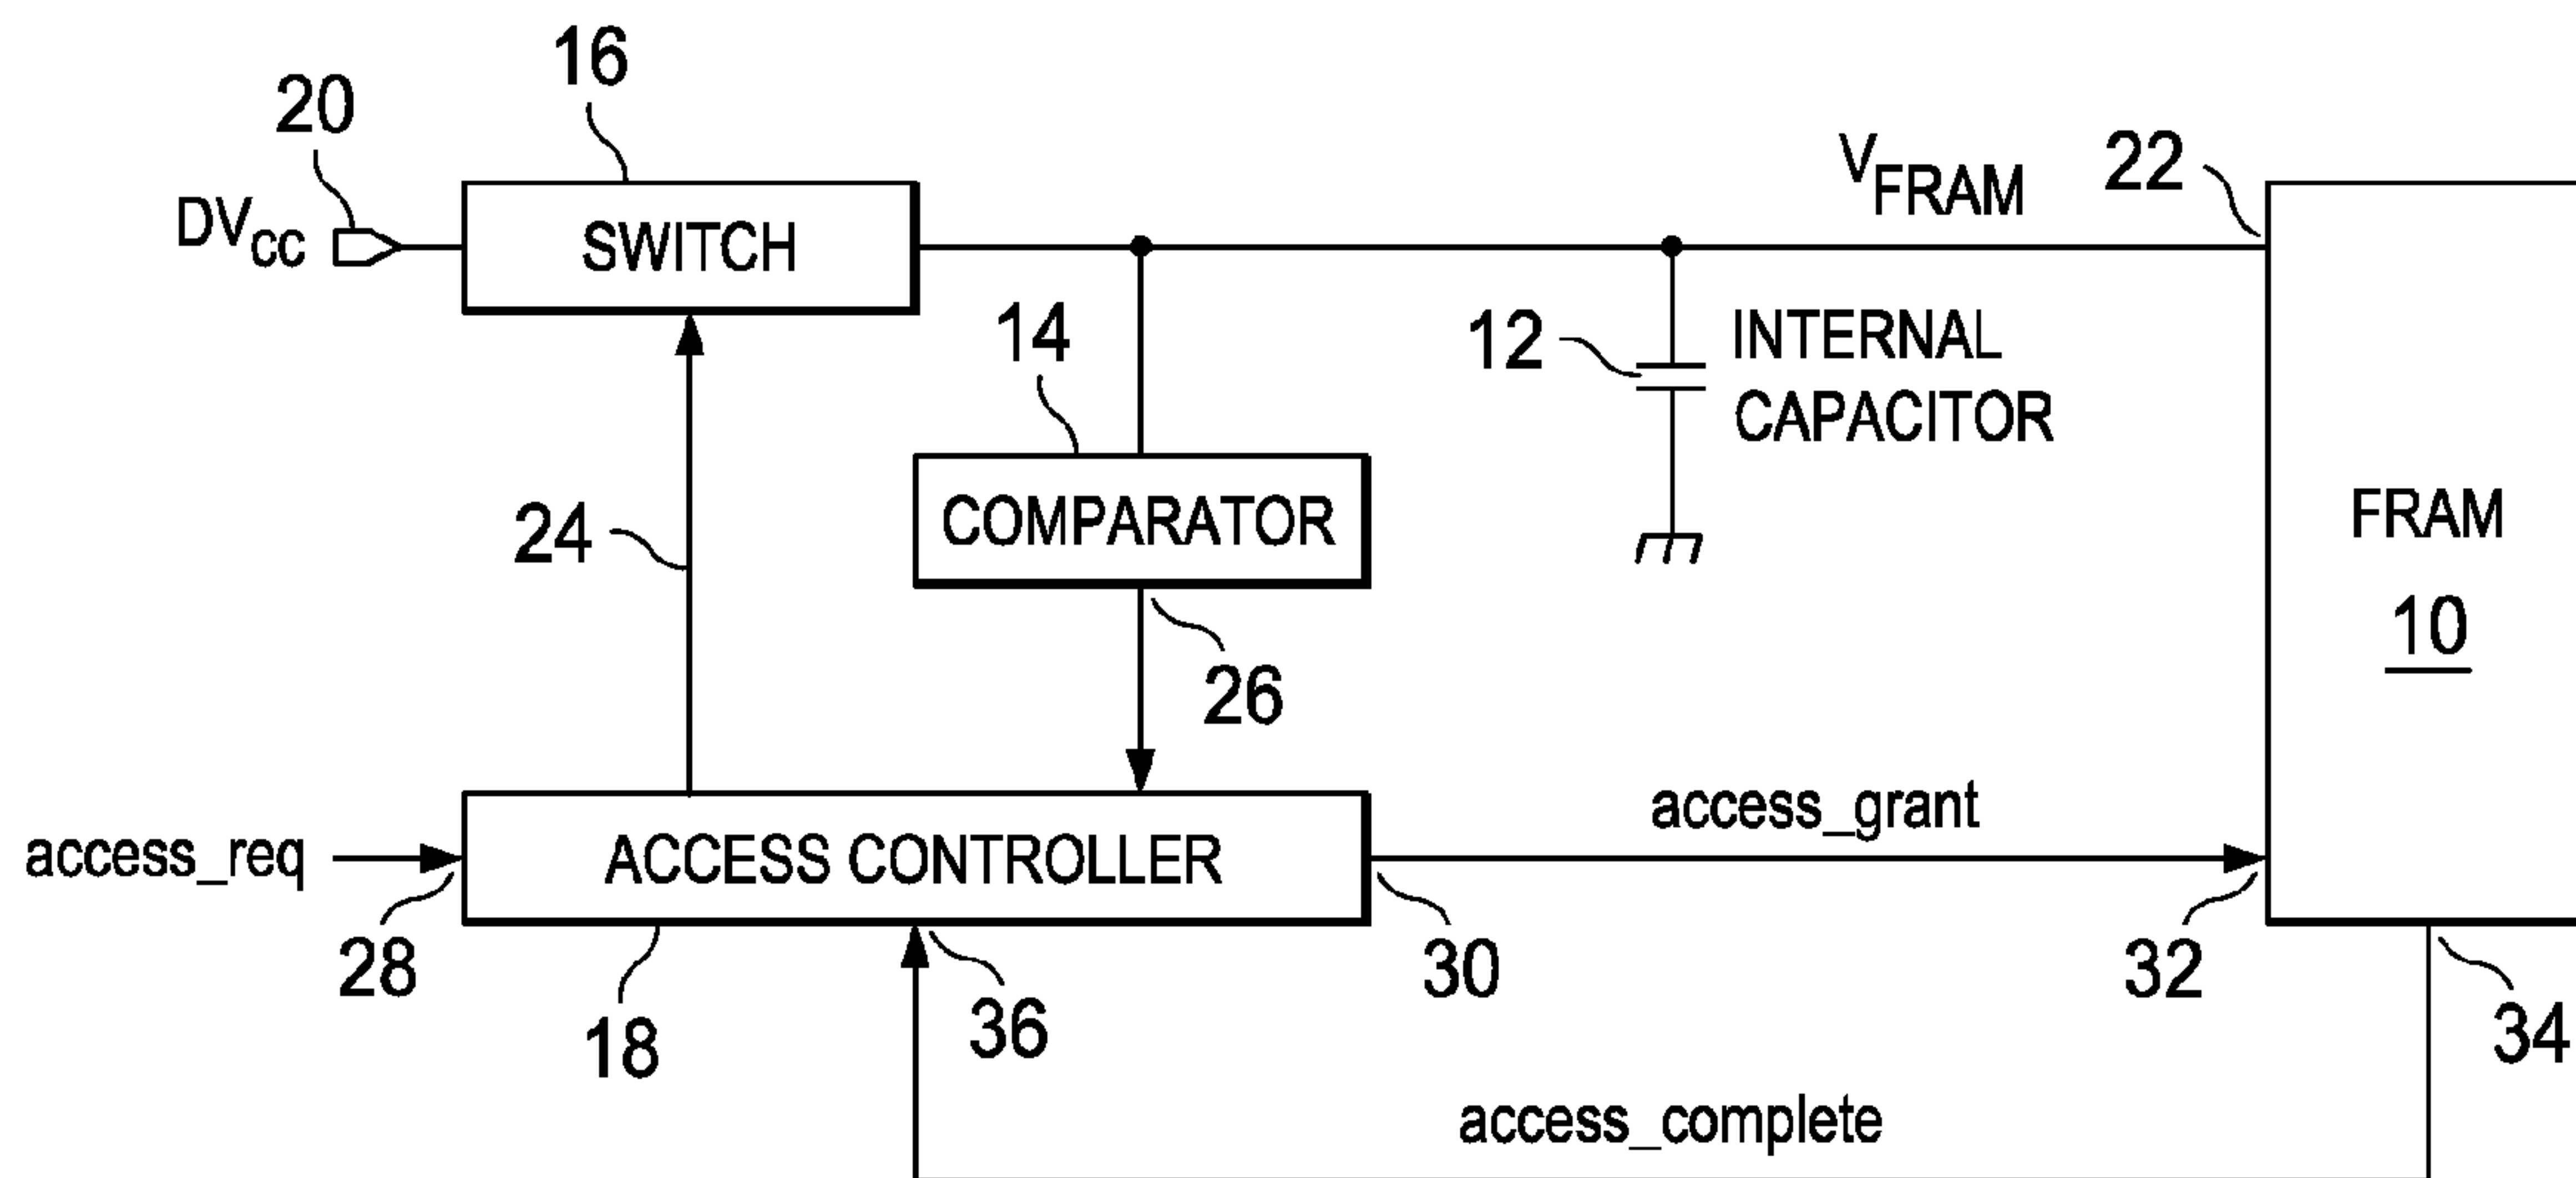 16
20
DVCC
SWITCH
VFRAM
22
14
12
INTERNAL
CAPACITOR
COMPARATOR
24
FRAM
10
26
access_req
ACCESS CONTROLLER
access_grant
28
18
36
30
32
34
access_complete